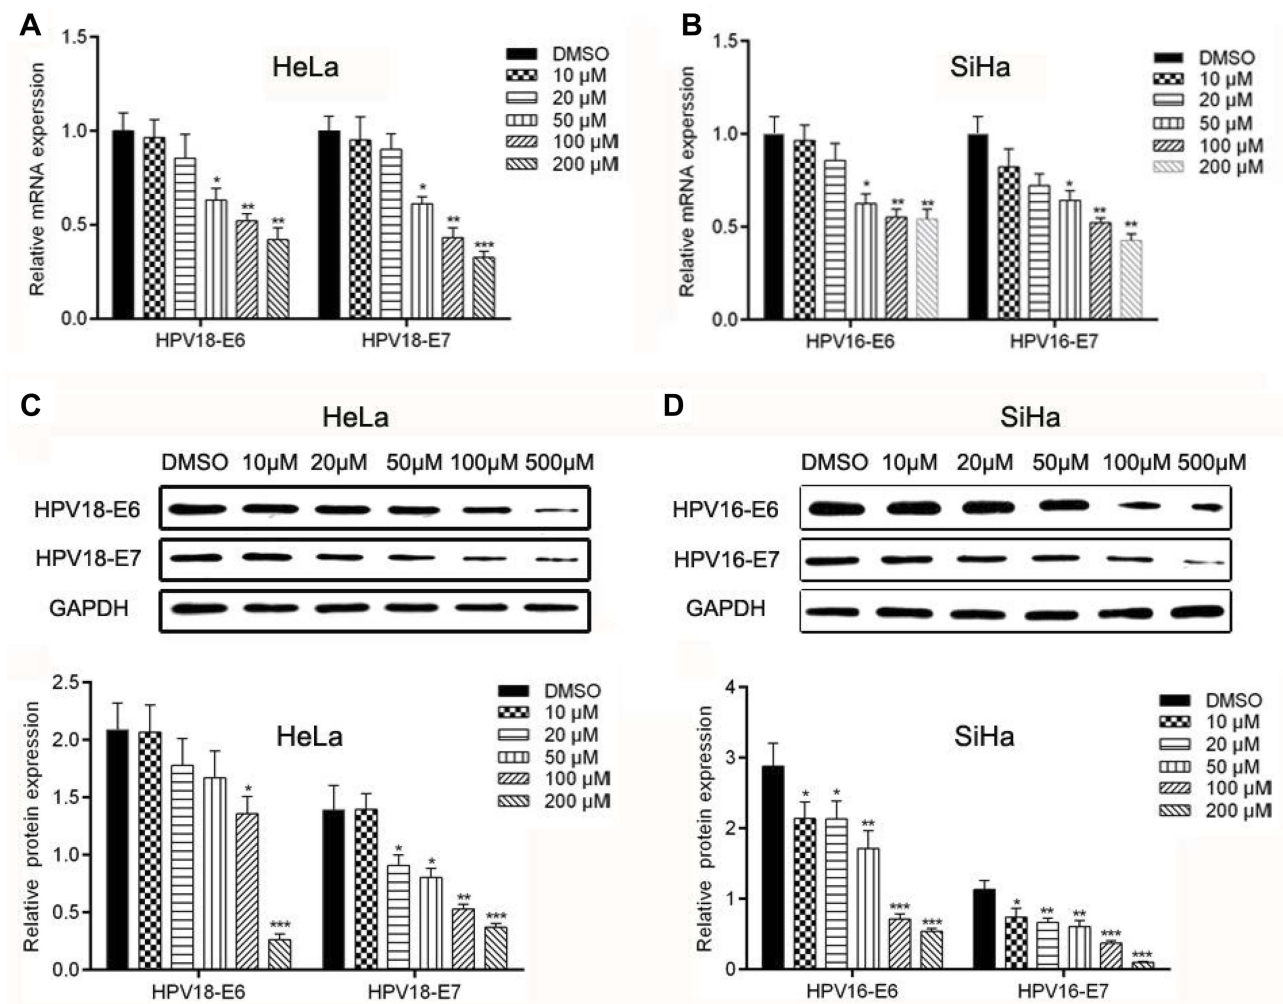 A
HeLa
Relative mRNA experssion
1.5
1.0
0.5
0.0
DMSO
10 μM
20 μM
50 μM
100 μM
200 μM
* ** **
* ** ***
HPV18-E6 HPV18-E7
B
SiHa
Relative mRNA experssion
1.5
1.0
0.5
0.0
DMSO
10 μM
20 μM
50 μM
100 μM
200 μM
* ** **
* ** **
HPV16-E6 HPV16-E7
C
HeLa
DMSO 10μM 20μM 50μM 100μM 500μM
HPV18-E6
HPV18-E7
GAPDH
HeLa
Relative protein expression
2.5
2.0
1.5
1.0
0.5
0.0
DMSO
10 μM
20 μM
50 μM
100 μM
200 μM
* ***
* * ** ***
HPV18-E6 HPV18-E7
D
SiHa
DMSO 10μM 20μM 50μM 100μM 500μM
HPV16-E6
HPV16-E7
GAPDH
SiHa
Relative protein expression
4
3
2
1
0
DMSO
10 μM
20 μM
50 μM
100 μM
200 μM
* * ** *** ***
* ** ** *** ***
HPV16-E6 HPV16-E7